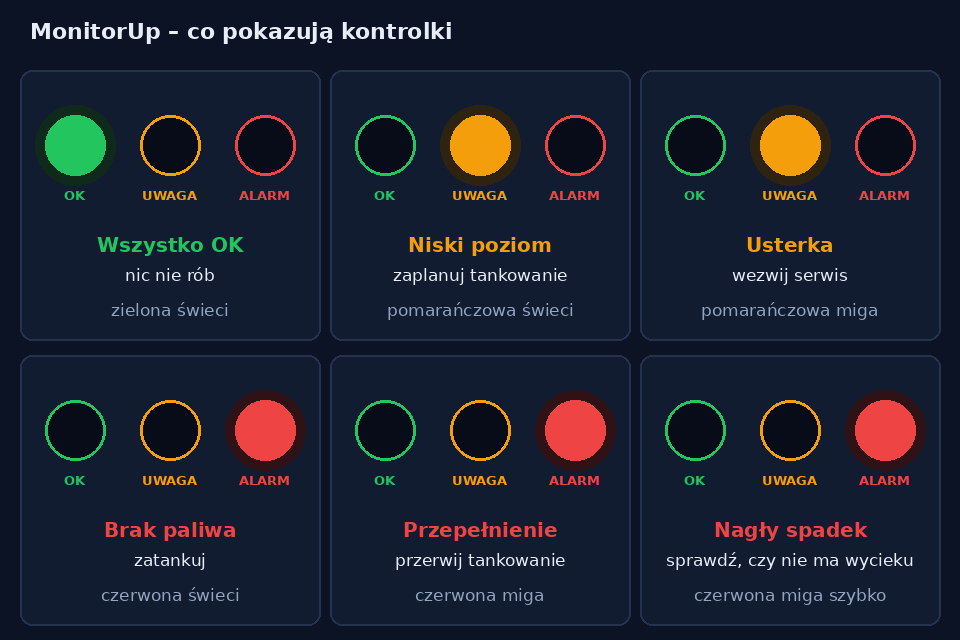 MonitorUp – co pokazują kontrolki
OK UWAGA ALARM
Wszystko OK
nic nie rób
zielona świeci
OK UWAGA ALARM
Niski poziom
zaplanuj tankowanie
pomarańczowa świeci
OK UWAGA ALARM
Usterka
wezwij serwis
pomarańczowa miga
OK UWAGA ALARM
Brak paliwa
zatankuj
czerwona świeci
OK UWAGA ALARM
Przepełnienie
przerwij tankowanie
czerwona miga
OK UWAGA ALARM
Nagły spadek
sprawdź, czy nie ma wycieku
czerwona miga szybko